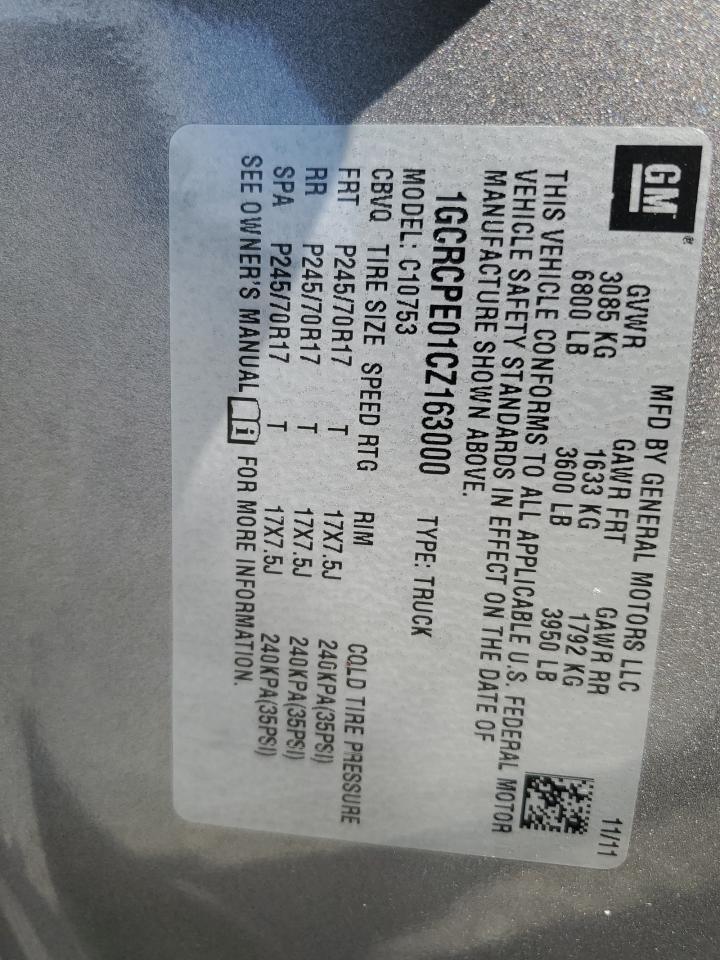 GM®
MFD BY GENERAL MOTORS LLC 11/11
GVWR GAWR FRT GAWR RR
3085 KG 1633 KG 1792 KG
6800 LB 3600 LB 3950 LB
THIS VEHICLE CONFORMS TO ALL APPLICABLE U.S. FEDERAL MOTOR
VEHICLE SAFETY STANDARDS IN EFFECT ON THE DATE OF
MANUFACTURE SHOWN ABOVE.
1GCRCPE01CZ163000 TYPE: TRUCK
MODEL: C10753
CBVQ TIRE SIZE SPEED RTG RIM COLD TIRE PRESSURE
FRT P245/70R17 T 17X7.5J 240KPA(35PSI)
RR P245/70R17 T 17X7.5J 240KPA(35PSI)
SPA P245/70R17 T 17X7.5J 240KPA(35PSI)
SEE OWNER'S MANUAL i FOR MORE INFORMATION.